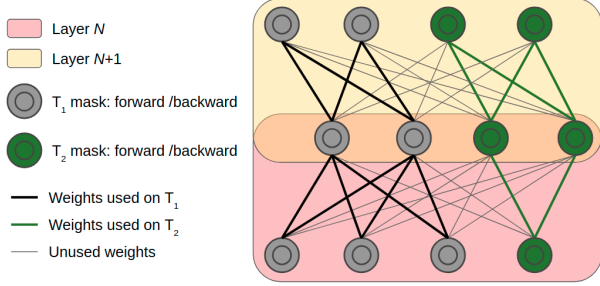 Layer N
Layer N+1
T1 mask: forward /backward
T2 mask: forward /backward
Weights used on T1
Weights used on T2
Unused weights